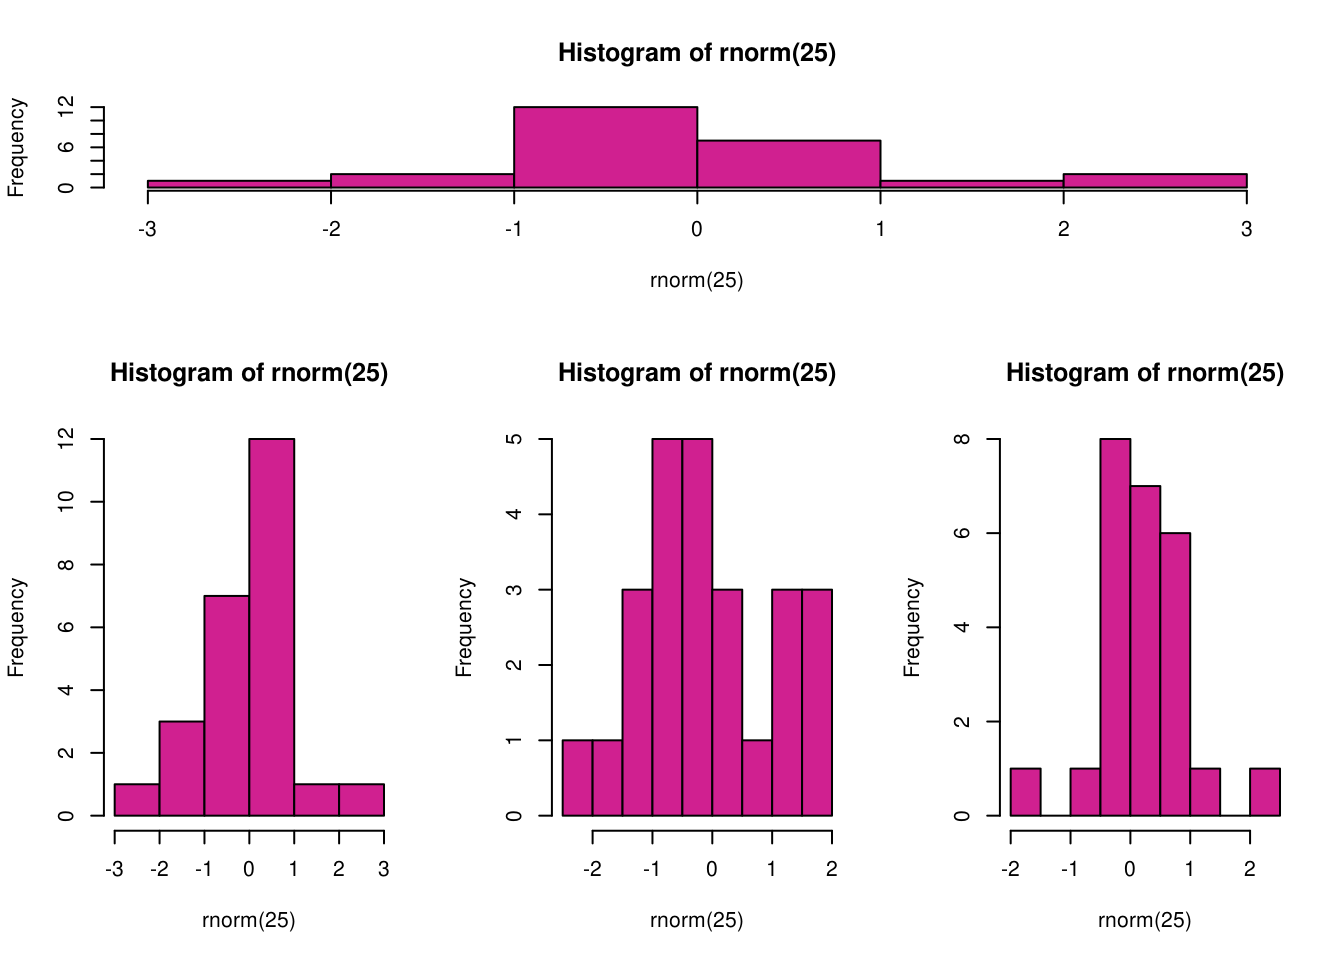 Histogram of rnorm(25)
Frequency
12
6
0
-3 -2 -1 0 1 2 3
rnorm(25)
Histogram of rnorm(25)
Frequency
12
10
8
6
4
2
0
-3 -2 -1 0 1 2 3
rnorm(25)
Histogram of rnorm(25)
Frequency
5
4
3
2
1
0
-2 -1 0 1 2
rnorm(25)
Histogram of rnorm(25)
Frequency
8
6
4
2
0
-2 -1 0 1 2
rnorm(25)